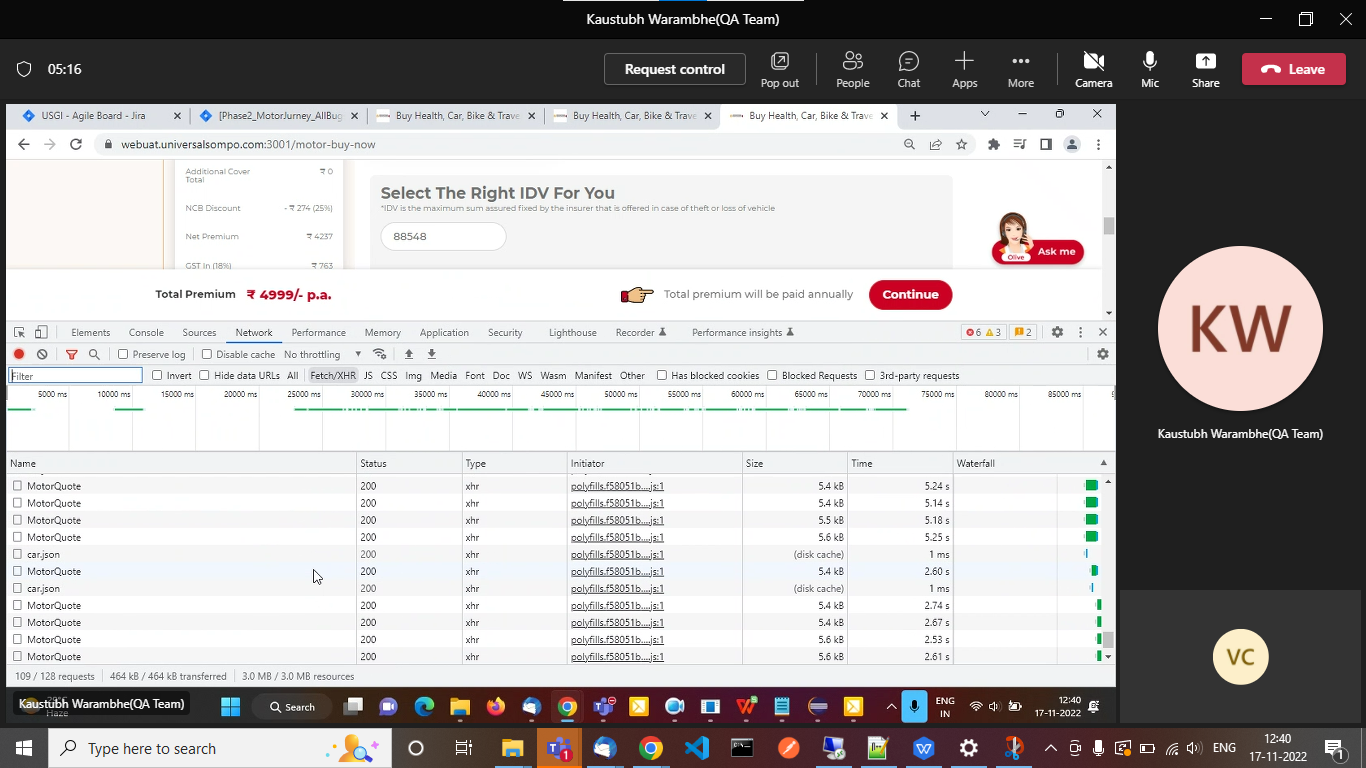 Kaustubh Warambhe(QA Team)
05:16
Request control
Pop out
People
Chat
Apps
More
Camera
Mic
Share
Leave
USGI - Agile Board - Jira
[Phase2_MotorJurney_AllBug
Buy Health, Car, Bike & Trave
Buy Health, Car, Bike & Trave
Buy Health, Car, Bike & Trave
webuat.universalsompo.com:3001/motor-buy-now
Additional Cover Total ₹ 0
NCB Discount - ₹ 274 (25%)
Net Premium ₹ 4237
GST In (18%) ₹ 763
Select The Right IDV For You
*IDV is the maximum sum assured fixed by the insurer that is offered in case of theft or loss of vehicle
88548
Olive
Ask me
Total Premium ₹ 4999/- p.a.
Total premium will be paid annually
Continue
Elements Console Sources Network Performance Memory Application Security Lighthouse Recorder Performance insights 6 3 2
Preserve log Disable cache No throttling
Filter Invert Hide data URLs All Fetch/XHR JS CSS Img Media Font Doc WS Wasm Manifest Other Has blocked cookies Blocked Requests 3rd-party requests
5000 ms 10000 ms 15000 ms 20000 ms 25000 ms 30000 ms 35000 ms 40000 ms 45000 ms 50000 ms 55000 ms 60000 ms 65000 ms 70000 ms 75000 ms 80000 ms 85000 ms
Name Status Type Initiator Size Time Waterfall
MotorQuote 200 xhr polyfills.f58051b....js:1 5.4 kB 5.24 s
MotorQuote 200 xhr polyfills.f58051b....js:1 5.4 kB 5.14 s
MotorQuote 200 xhr polyfills.f58051b....js:1 5.5 kB 5.18 s
MotorQuote 200 xhr polyfills.f58051b....js:1 5.6 kB 5.25 s
car.json 200 xhr polyfills.f58051b....js:1 (disk cache) 1 ms
MotorQuote 200 xhr polyfills.f58051b....js:1 5.4 kB 2.60 s
car.json 200 xhr polyfills.f58051b....js:1 (disk cache) 1 ms
MotorQuote 200 xhr polyfills.f58051b....js:1 5.4 kB 2.74 s
MotorQuote 200 xhr polyfills.f58051b....js:1 5.4 kB 2.67 s
MotorQuote 200 xhr polyfills.f58051b....js:1 5.6 kB 2.53 s
MotorQuote 200 xhr polyfills.f58051b....js:1 5.6 kB 2.61 s
109 / 128 requests 464 kB / 464 kB transferred 3.0 MB / 3.0 MB resources
Kaustubh Warambhe(QA Team)
Haze
Search
ENG
IN
12:40
17-11-2022
KW
Kaustubh Warambhe(QA Team)
VC
Type here to search
1
ENG
12:40
17-11-2022
1